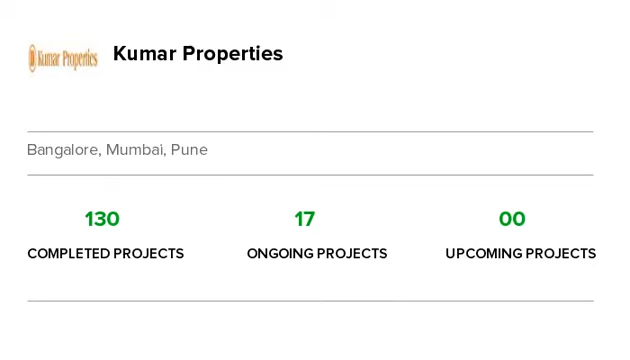 Kumar Properties Kumar Properties
Bangalore, Mumbai, Pune
130 17 00
COMPLETED PROJECTS ONGOING PROJECTS UPCOMING PROJECTS